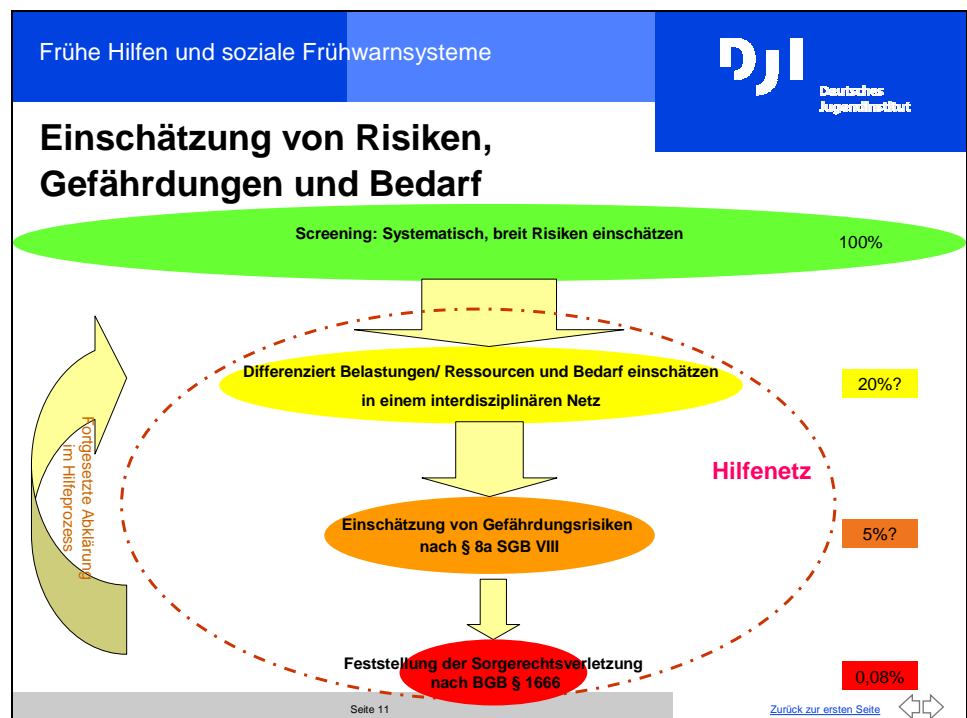 Frühe Hilfen und soziale Frühwarnsysteme
DJI
Deutsches
Jugendinstitut
Einschätzung von Risiken,
Gefährdungen und Bedarf
Screening: Systematisch, breit Risiken einschätzen
100%
Differenziert Belastungen/ Ressourcen und Bedarf einschätzen
in einem interdisziplinären Netz
20%?
Fortgesetzte Abklärung
im Hilfeprozess
Hilfenetz
Einschätzung von Gefährdungsrisiken
nach § 8a SGB VIII
5%?
Feststellung der Sorgerechtsverletzung
nach BGB § 1666
0,08%
Seite 11
Zurück zur ersten Seite